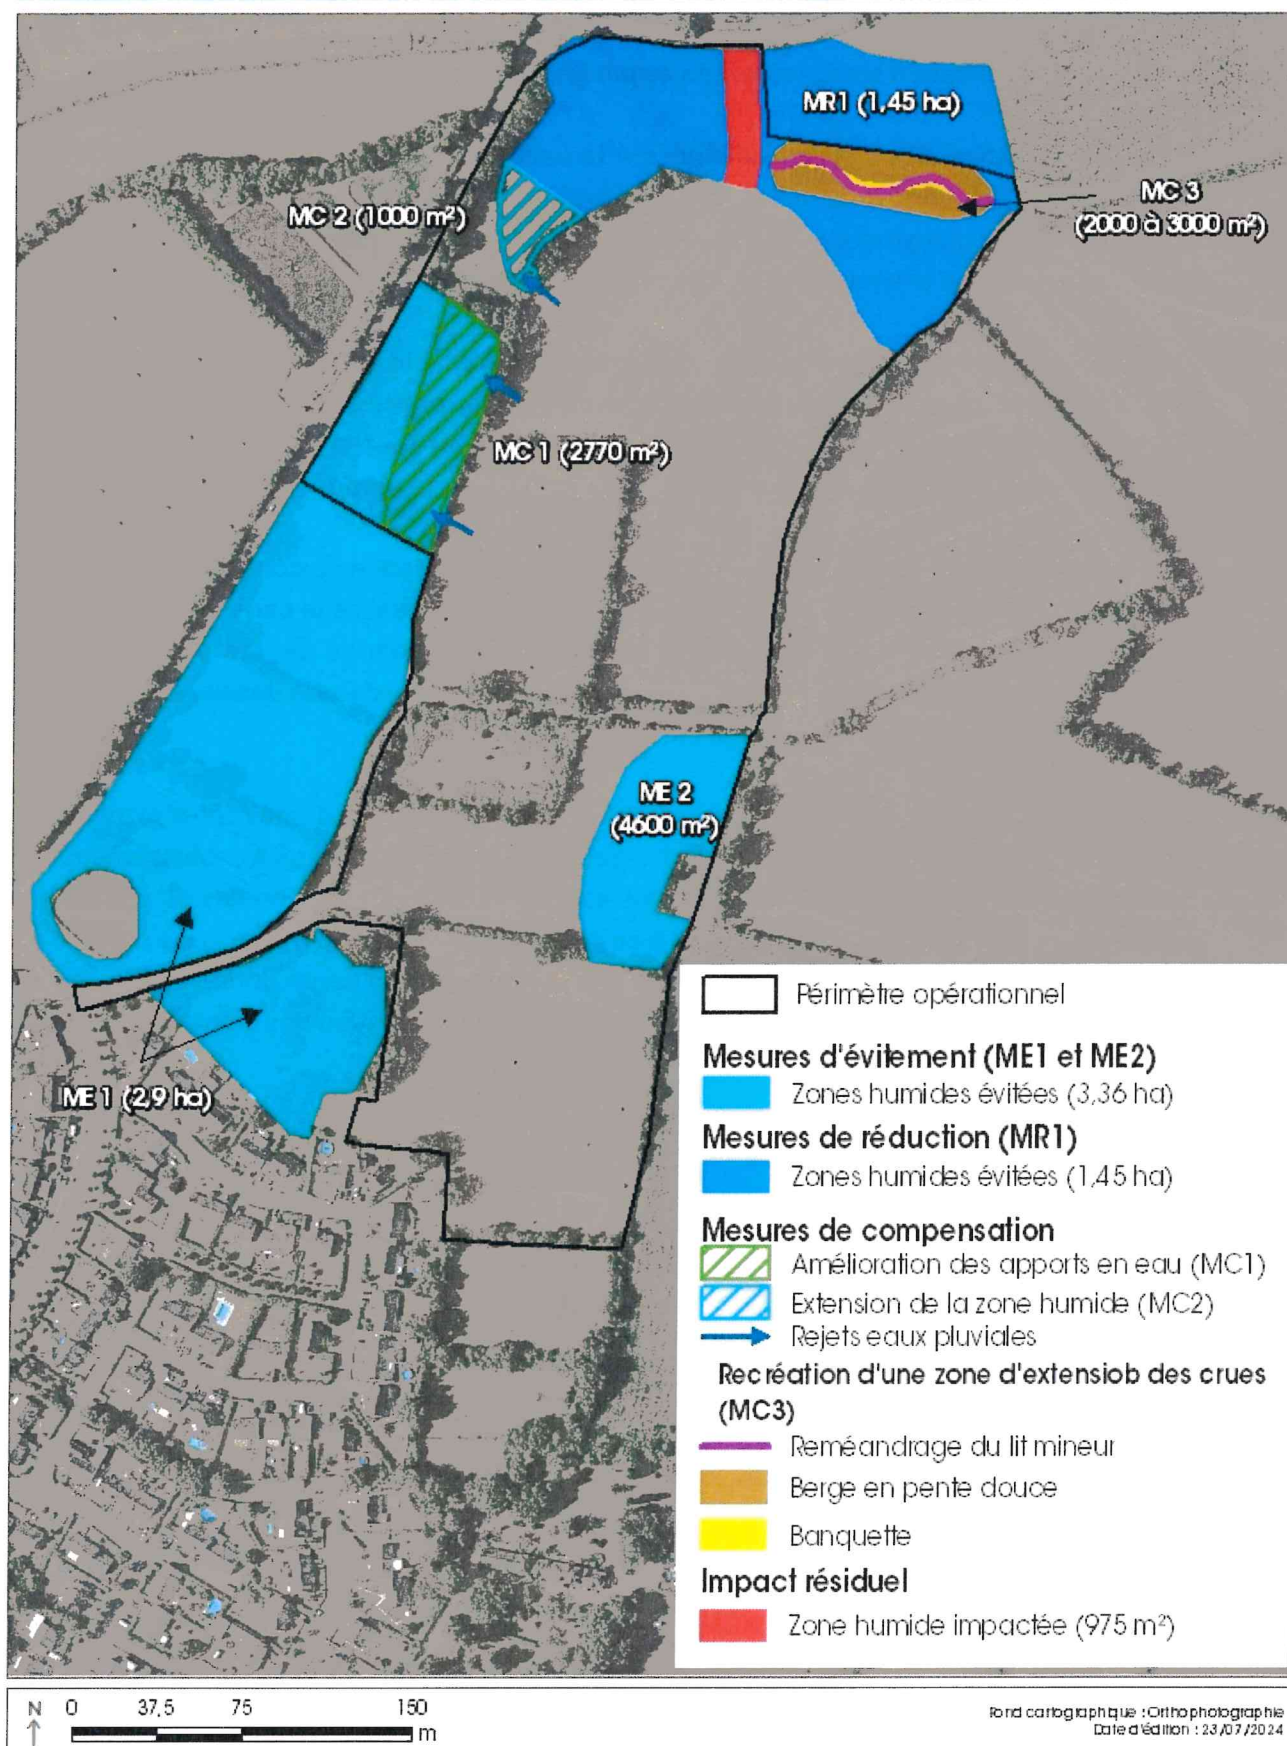 MR1 (1,45 ha)
MC 2 (1000 m²)
MC 3
(2000 à 3000 m²)
MC 1 (2770 m²)
ME 2
(4600 m²)
ME 1 (2,9 ha)
Périmètre opérationnel
Mesures d'évitement (ME1 et ME2)
Zones humides évitées (3,36 ha)
Mesures de réduction (MR1)
Zones humides évitées (1,45 ha)
Mesures de compensation
Amélioration des apports en eau (MC1)
Extension de la zone humide (MC2)
Rejets eaux pluviales
Recréation d'une zone d'extensiob des crues
(MC3)
Reméandrage du lit mineur
Berge en pente douce
Banquette
Impact résiduel
Zone humide impactée (975 m²)
N 0 37,5 75 150
m
Fond cartographique : Orthophotographie
Date d'édition : 23/07/2024